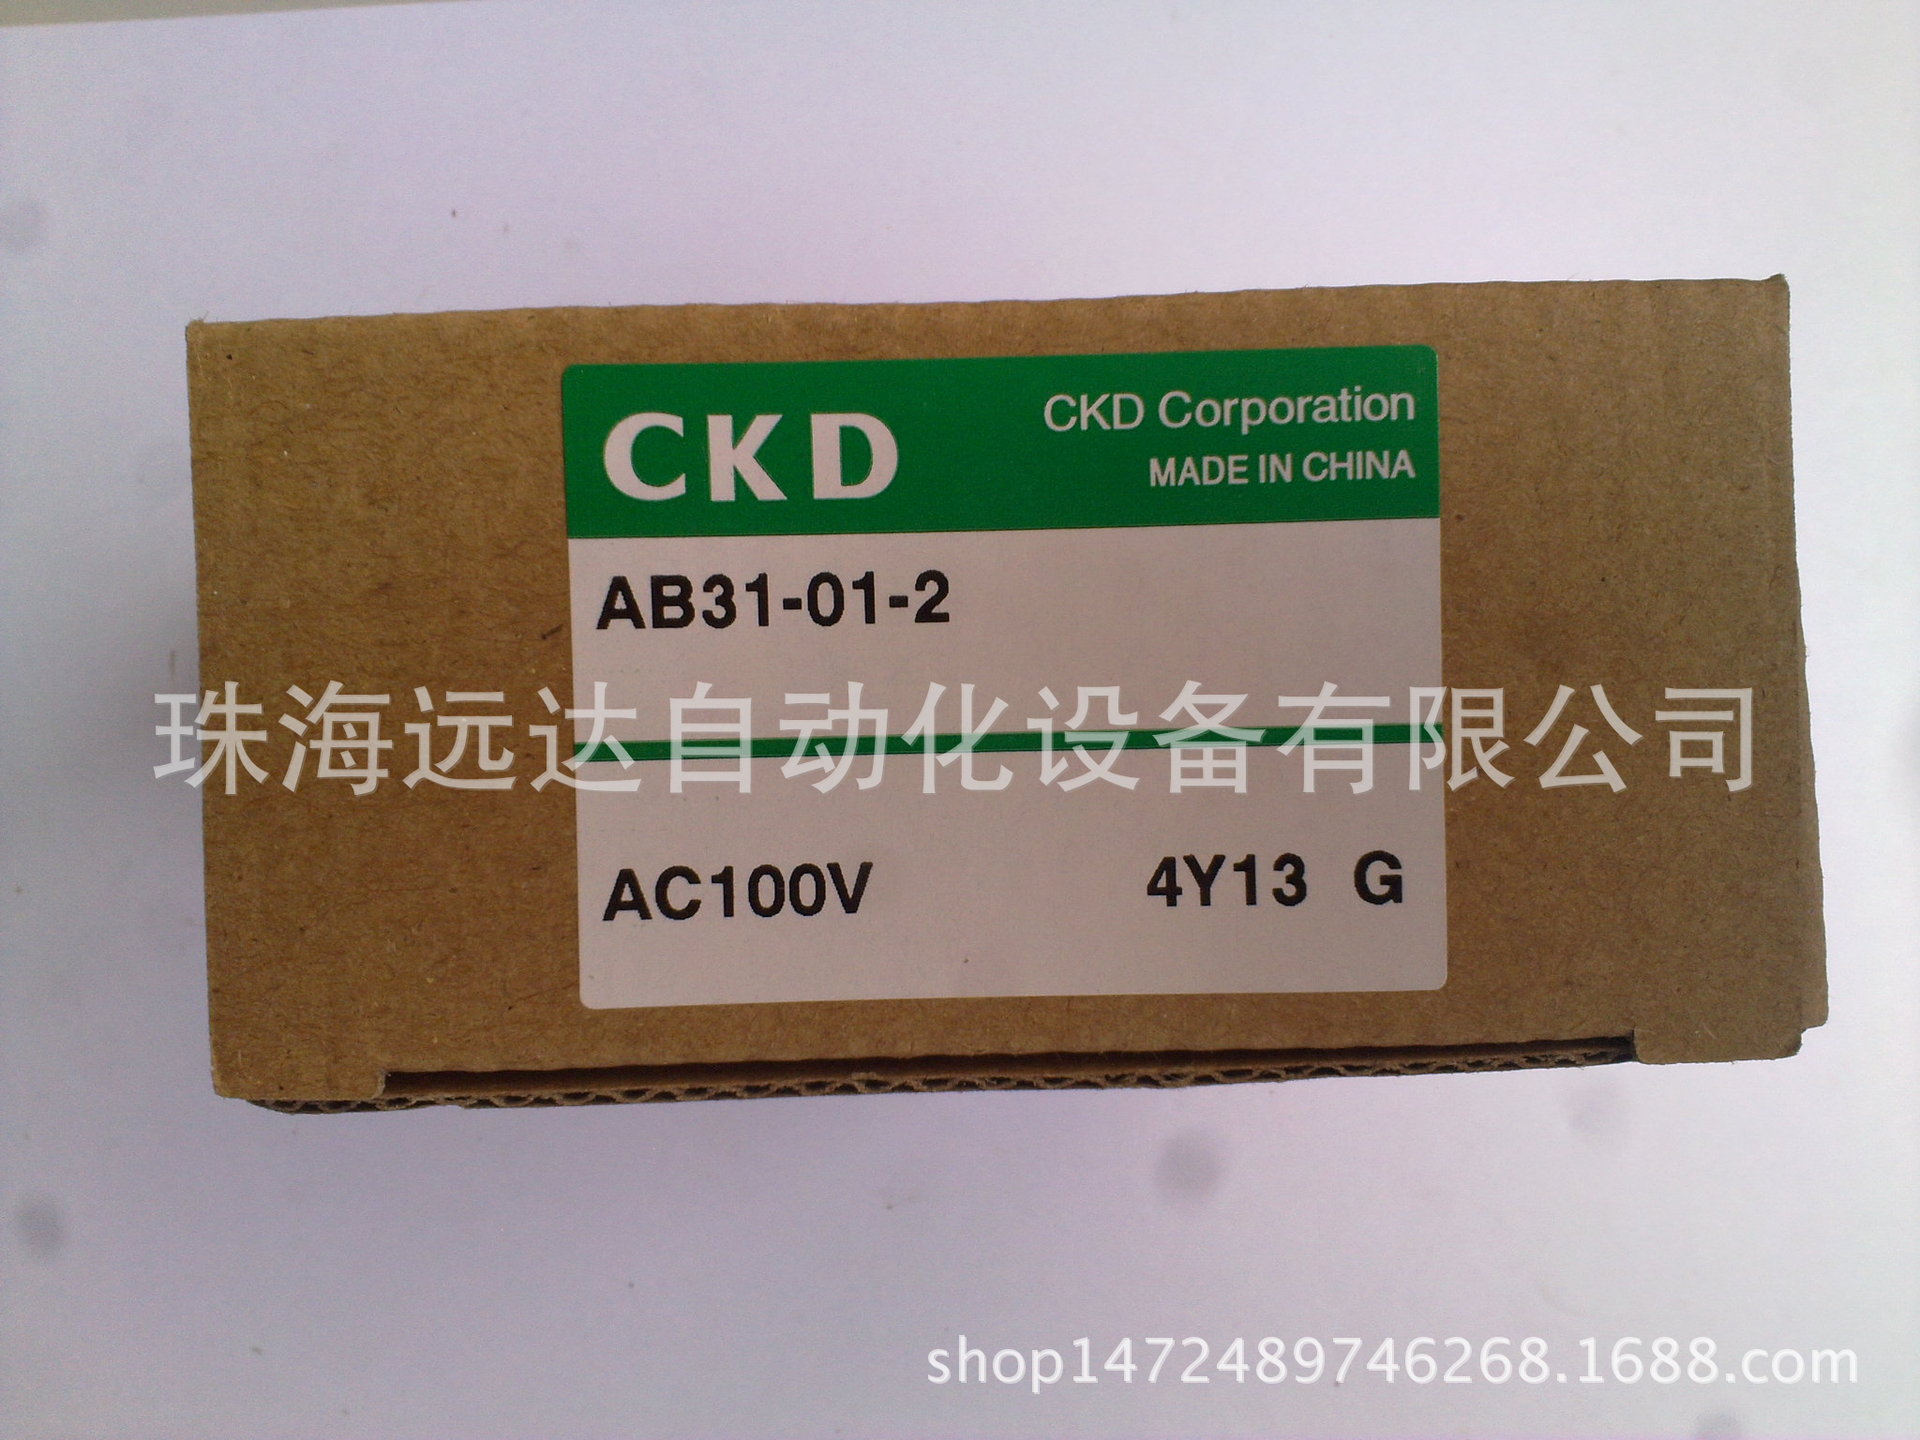 CKD
CKD Corporation
MADE IN CHINA
AB31-01-2
珠海远达自动化设备有限公司
AC100V 4Y13 G
shop1472489746268.1688.com